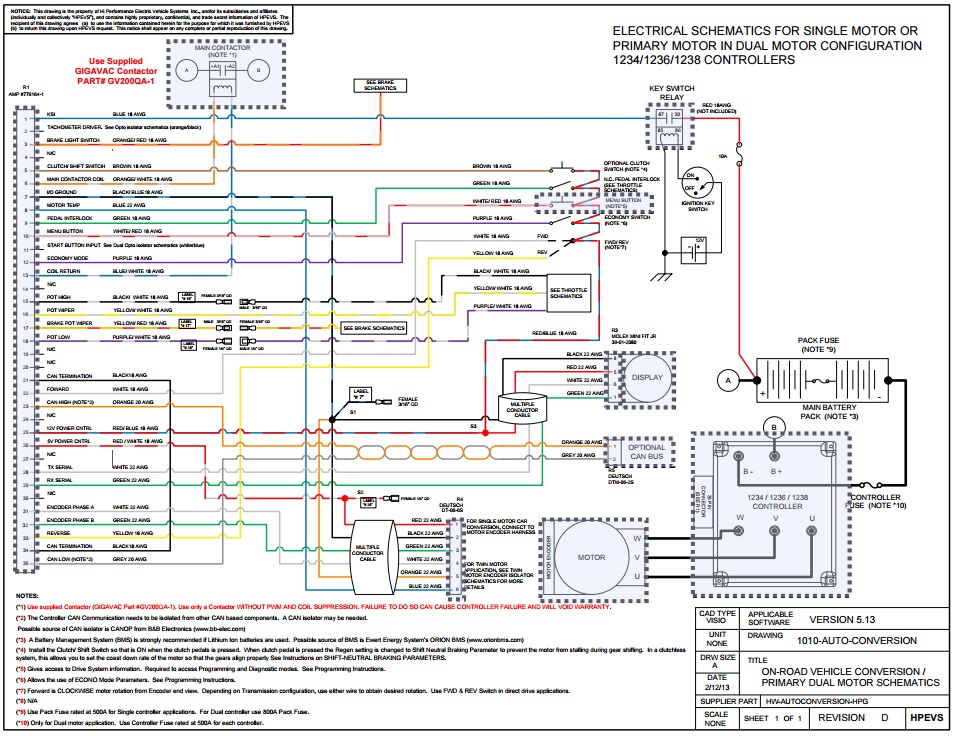 NOTICE: This drawing is the property of Hi Performance Electric Vehicle Systems. Inc., and/or its subsidiaries and affiliates
(individually and collectively "HPEVS"), and contains highly proprietary, confidential, and trade secret information of HPEVS. The
recipient of this drawing agrees (a) to use the information contained herein for the purpose for which it was furnished by HPEVS
(b) to return this drawing upon HPEVS request. This notice shall appear on any complete or partial reproduction of this drawing.
ELECTRICAL SCHEMATICS FOR SINGLE MOTOR OR
PRIMARY MOTOR IN DUAL MOTOR CONFIGURATION
1234/1236/1238 CONTROLLERS
Use Supplied
GIGAVAC Contactor
PART# GV200QA-1
MAIN CONTACTOR
(NOTE *1)
A
+A1
-A2
B
SEE BRAKE
SCHEMATICS
KEY SWITCH
RELAY
87 30
85 86
RED 18AWG
(NOT INCLUDED)
10A
ON
OFF
IGNITION KEY
SWITCH
12V
R1
AMP #776164-1
1 KSI BLUE 18 AWG
2 TACHOMETER DRIVER. See Opto isolator schematics (orange/black)
3 BRAKE LIGHT SWITCH ORANGE/ RED 18 AWG
4 N/C
5 CLUTCH/ SHIFT SWITCH BROWN 18 AWG
6 MAIN CONTACTOR COIL ORANGE/ WHITE 18 AWG
7 I/O GROUND BLACK/ BLUE 18 AWG
8 MOTOR TEMP BLUE 22 AWG
9 PEDAL INTERLOCK GREEN 18 AWG
10 MENU BUTTON WHITE/ RED 18 AWG
11 START BUTTON INPUT See Dual Opto isolator schematics (white/blue)
12 ECONOMY MODE PURPLE 18 AWG
13 COIL RETURN BLUE/ WHITE 18 AWG
14 N/C
15 POT HIGH BLACK/ WHITE 18 AWG
16 POT WIPER YELLOW/ WHITE 18 AWG
17 BRAKE POT WIPER YELLOW/ RED 18 AWG
18 POT LOW PURPLE/ WHITE 18 AWG
19 N/C
20 N/C
21 CAN TERMINATION BLACK18 AWG
22 FOWARD WHITE 18 AWG
23 CAN HIGH (NOTE*2) ORANGE 20 AWG
24 N/C
25 12V POWER CNTRL RED/ BLUE 18 AWG
26 5V POWER CNTRL RED / WHITE 18 AWG
27 N/C
28 TX SERIAL WHITE 22 AWG
29 RX SERIAL GREEN 22 AWG
30 N/C
31 ENCODER PHASE A WHITE 22 AWG
32 ENCODER PHASE B GREEN 22 AWG
33 REVERSE YELLOW 18 AWG
34 CAN TERMINATION BLACK18 AWG
35 CAN LOW (NOTE*2) GREY 20 AWG
LABEL
FEMALE 3/16" QD
MALE 3/16" QD
LABEL
"# 17"
MALE 3/16" QD
FEMALE 3/16" QD
LABEL
"# 18"
FEMALE 1/4" QD
MALE 1/4" QD
SEE BRAKE SCHEMATICS
BROWN 18 AWG
GREEN 18 AWG
WHITE/ RED 18 AWG
PURPLE 18 AWG
WHITE 18 AWG
FWD
YELLOW 18 AWG
REV
BLACK/ WHITE 18 AWG
YELLOW/ WHITE 18 AWG
PURPLE/ WHITE 18 AWG
SEE THROTTLE
SCHEMATICS
OPTIONAL CLUTCH
SWITCH (NOTE *4)
N.C. PEDAL INTERLOCK
(SEE THROTTLE
SCHEMATICS)
MENU BUTTON
(NOTE*5)
ECONOMY SWITCH
(NOTE *6)
FWD/ REV
(NOTE*7)
RED/BLUE 18 AWG
R3
MOLEX MINI FIT JR
39-01-2080
BLACK 22 AWG
RED 22 AWG
WHITE 22 AWG
GREEN 22 AWG
DISPLAY
MULTIPLE
CONDUCTOR
CABLE
LABEL
"# 7"
FEMALE
3/16" QD
S1
S3
ORANGE 20 AWG
GREY 20 AWG
OPTIONAL
CAN BUS
R5
DEUTSCH
DTM-06-2S
S2
LABEL
"# 26"
FEMALE 1/4" QD
R4
DEUTSCH
DT-06-6S
MULTIPLE
CONDUCTOR
CABLE
RED 22 AWG
BLACK 22 AWG
GREEN 22 AWG
WHITE 22 AWG
ORANGE 22 AWG
BLUE 22 AWG
1
2
3
4
5
6
FOR SINGLE MOTOR CAR
CONVERSION, CONNECT TO
MOTOR ENCODER HARNESS
FOR TWIN MOTOR
APPLICATION, SEE TWIN
MOTOR ENCODER ISOLATOR
SCHEMATICS FOR MORE
DETAILS
MOTOR ENCODER
MOTOR
W
V
U
PACK FUSE
(NOTE *9)
A
+
-
MAIN BATTERY
PACK (NOTE *3)
B
B - B +
1234 / 1236 / 1238
CONTROLLER
35 PIN
CONNECTOR
W V U
CONTROLLER
FUSE (NOTE *10)
NOTES:
(*1) Use supplied Contactor (GIGAVAC Part #GV200QA-1). Use only a Contactor WITHOUT PWM AND COIL SUPPRESSION. FAILURE TO DO SO CAN CAUSE CONTROLLER FAILURE AND WILL VOID WARRANTY.
(*2) The Controller CAN Communication needs to be isolated from other CAN based components. A CAN isolator may be needed.
Possible source of CAN isolator is CANOP from B&B Electronics (www.bb-elec.com)
(*3) A Battery Management System (BMS) is strongly recommended if Lithium Ion batteries are used. Possible source of BMS is Ewert Energy System's ORION BMS (www.orionbms.com)
(*4) Install the Clutch/ Shift Switch so that is ON when the clutch pedal is pressed. When clutch pedal is pressed the Regen setting is changed to Shift Neutral Braking Parameter to prevent the motor from stalling during gear shifting. In a clutchless
system, this allows you to set the coast down rate of the motor so that the gears align properly See Instructions on SHIFT-NEUTRAL BRAKING PARAMETERS.
(*5) Gives access to Drive System information. Required to access Programming and Diagnostic modes. See Programming Instructions.
(*6) Allows the use of ECONO Mode Parameters. See Programming Instructions.
(*7) Forward is CLOCKWISE motor rotation from Encoder end view. Depending on Transmission configuration, use either wire to obtain desired rotation. Use FWD & REV Switch in direct drive applications.
(*8) N/A
(*9) Use Pack Fuse rated at 500A for Single controller applications. For Dual controller use 800A Pack Fuse.
(*10) Only for Dual motor application. Use Controller Fuse rated at 500A for each controller.
CAD TYPE
VISIO
APPLICABLE
SOFTWARE
VERSION 5.13
UNIT
NONE
DRAWING
1010-AUTO-CONVERSION
DRW SIZE
A
TITLE
ON-ROAD VEHICLE CONVERSION /
PRIMARY DUAL MOTOR SCHEMATICS
DATE
2/12/13
SUPPLIER PART
HW-AUTOCONVERSION-HPG
SCALE
NONE
SHEET 1 OF 1
REVISION D
HPEVS